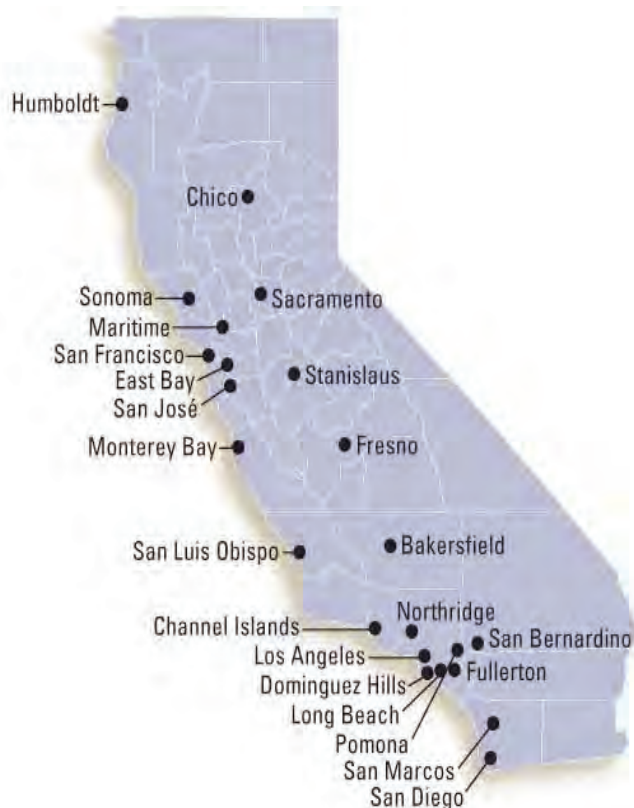 Humboldt
Chico
Sonoma
Sacramento
Maritime
San Francisco
East Bay
Stanislaus
San José
Monterey Bay
Fresno
San Luis Obispo
Bakersfield
Channel Islands
Northridge
San Bernardino
Los Angeles
Fullerton
Dominguez Hills
Long Beach
Pomona
San Marcos
San Diego